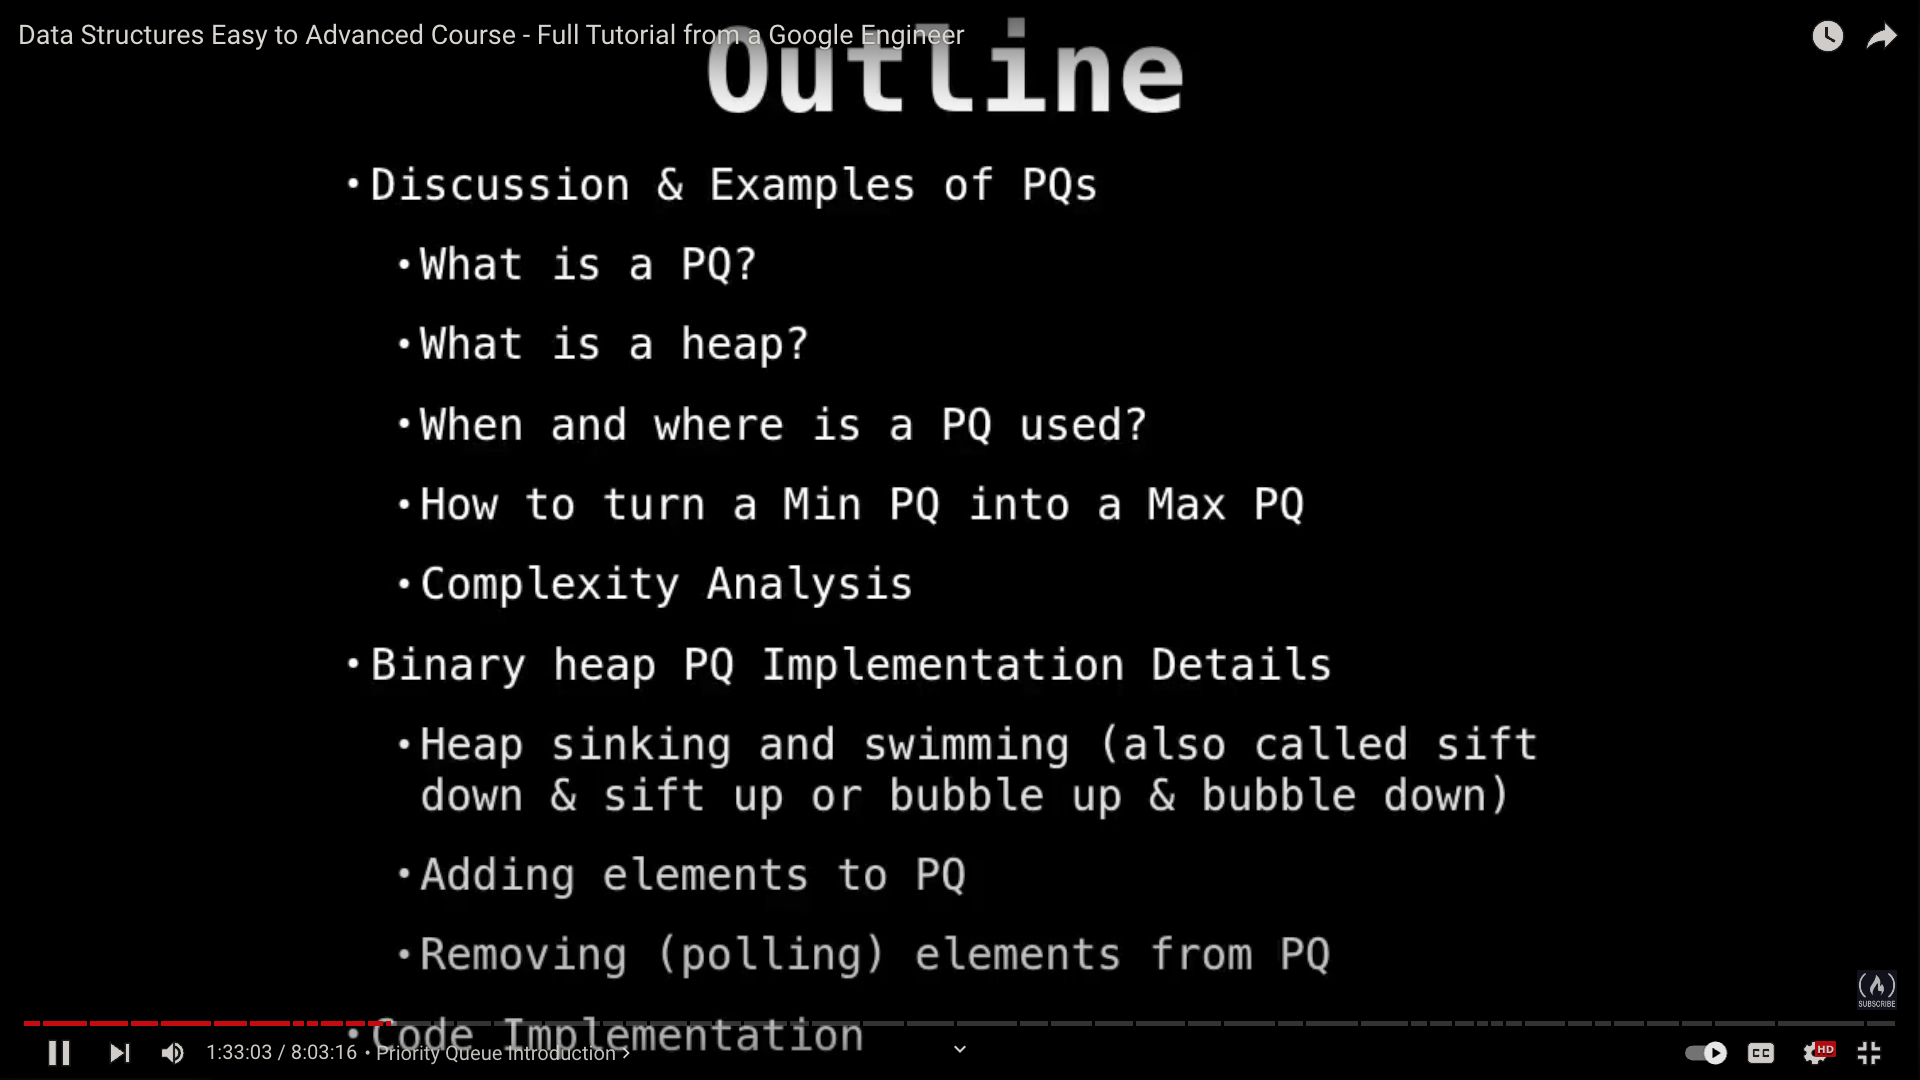 Data Structures Easy to Advanced Course - Full Tutorial from a Google Engineer
Outline
• Discussion & Examples of PQs
• What is a PQ?
• What is a heap?
• When and where is a PQ used?
• How to turn a Min PQ into a Max PQ
• Complexity Analysis
• Binary heap PQ Implementation Details
• Heap sinking and swimming (also called sift
down & sift up or bubble up & bubble down)
• Adding elements to PQ
• Removing (polling) elements from PQ
SUBSCRIBE
• Code Implementation
1:33:03 / 8:03:16 • Priority Queue Introduction ›
CC
HD